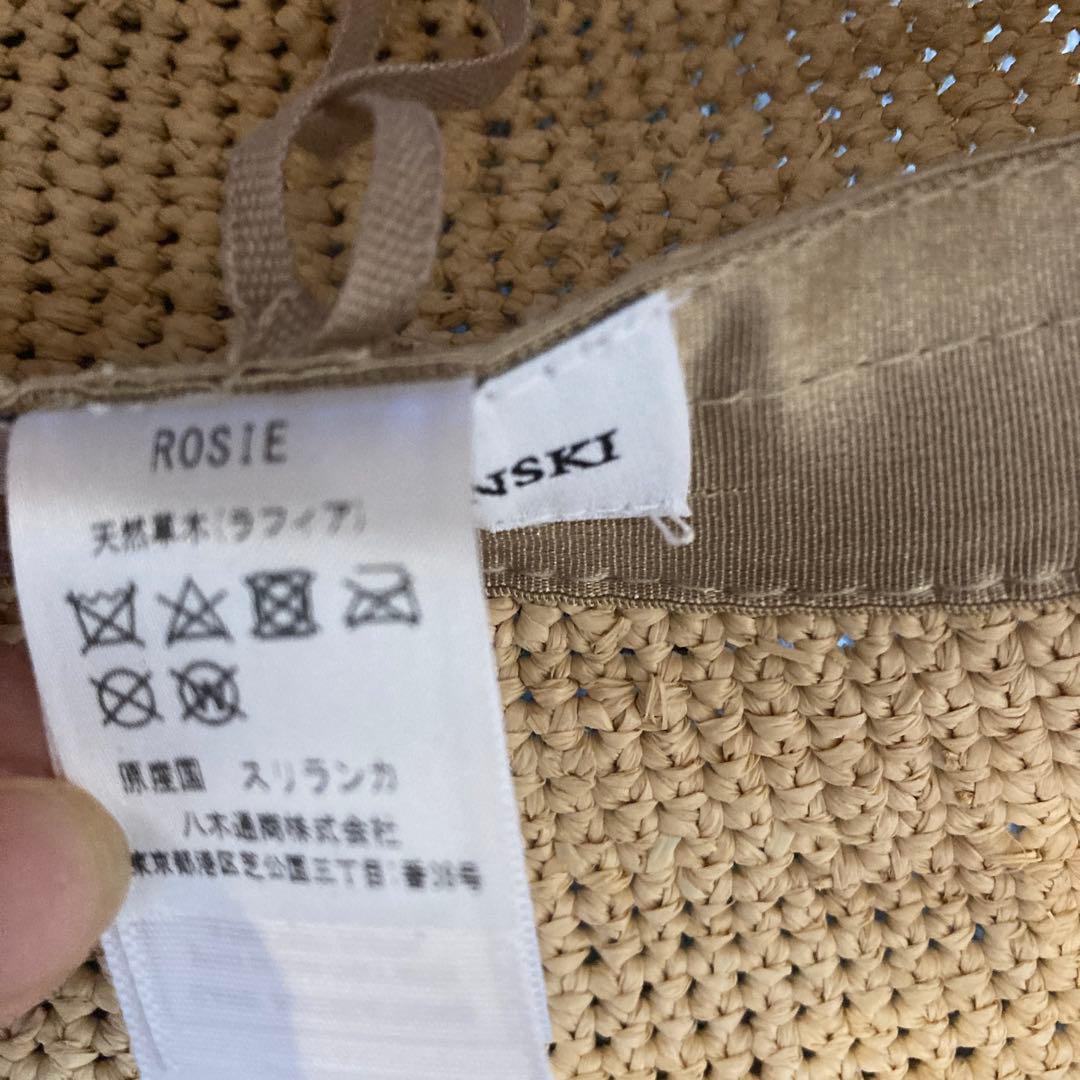 ROSIE
NSKI
天然草木(ラフィア)
原産国 スリランカ
八木通商株式会社
東京都港区芝公園三丁目1番38号